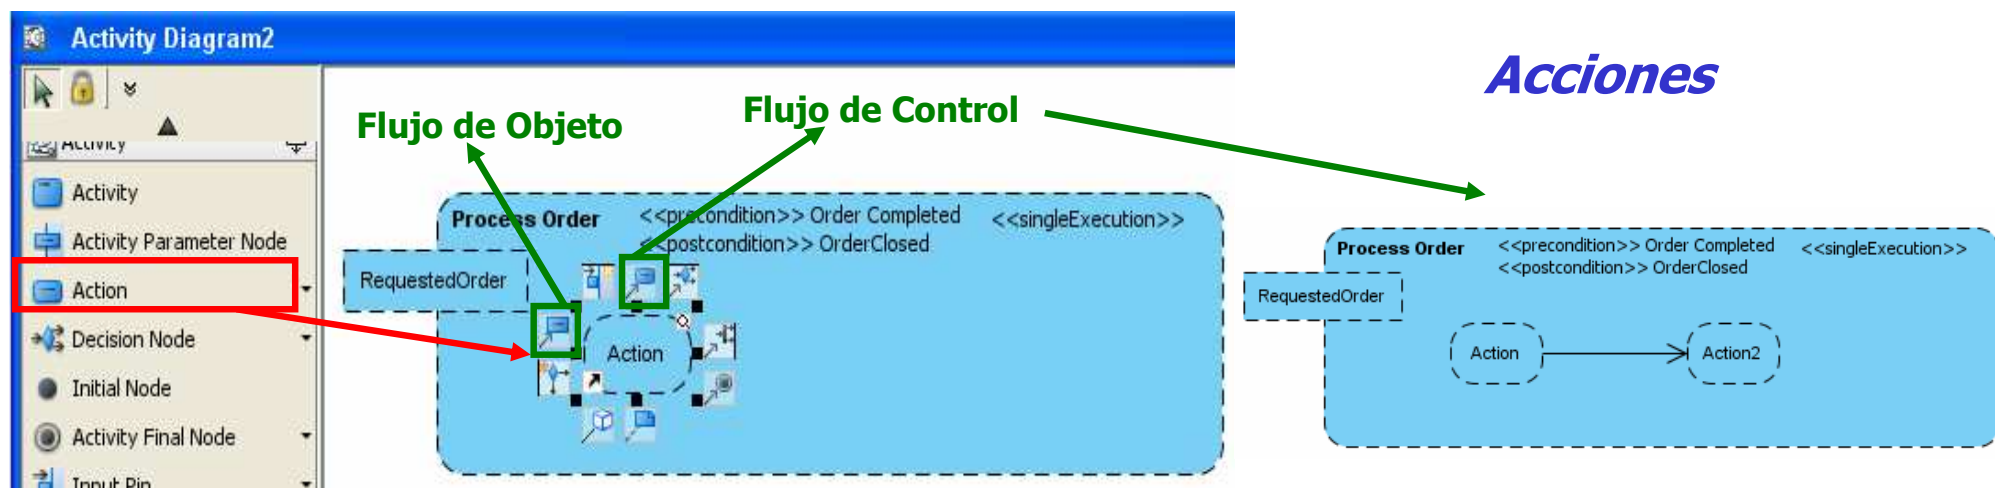 Activity Diagram2
Acciones
Flujo de Objeto
Flujo de Control
Activity
Activity
Activity Parameter Node
Action
Decision Node
Initial Node
Activity Final Node
Input Pin
Process Order
<<precondition>> Order Completed
<<singleExecution>>
<<postcondition>> OrderClosed
RequestedOrder
Action
Process Order
<<precondition>> Order Completed
<<singleExecution>>
<<postcondition>> OrderClosed
RequestedOrder
Action
Action2